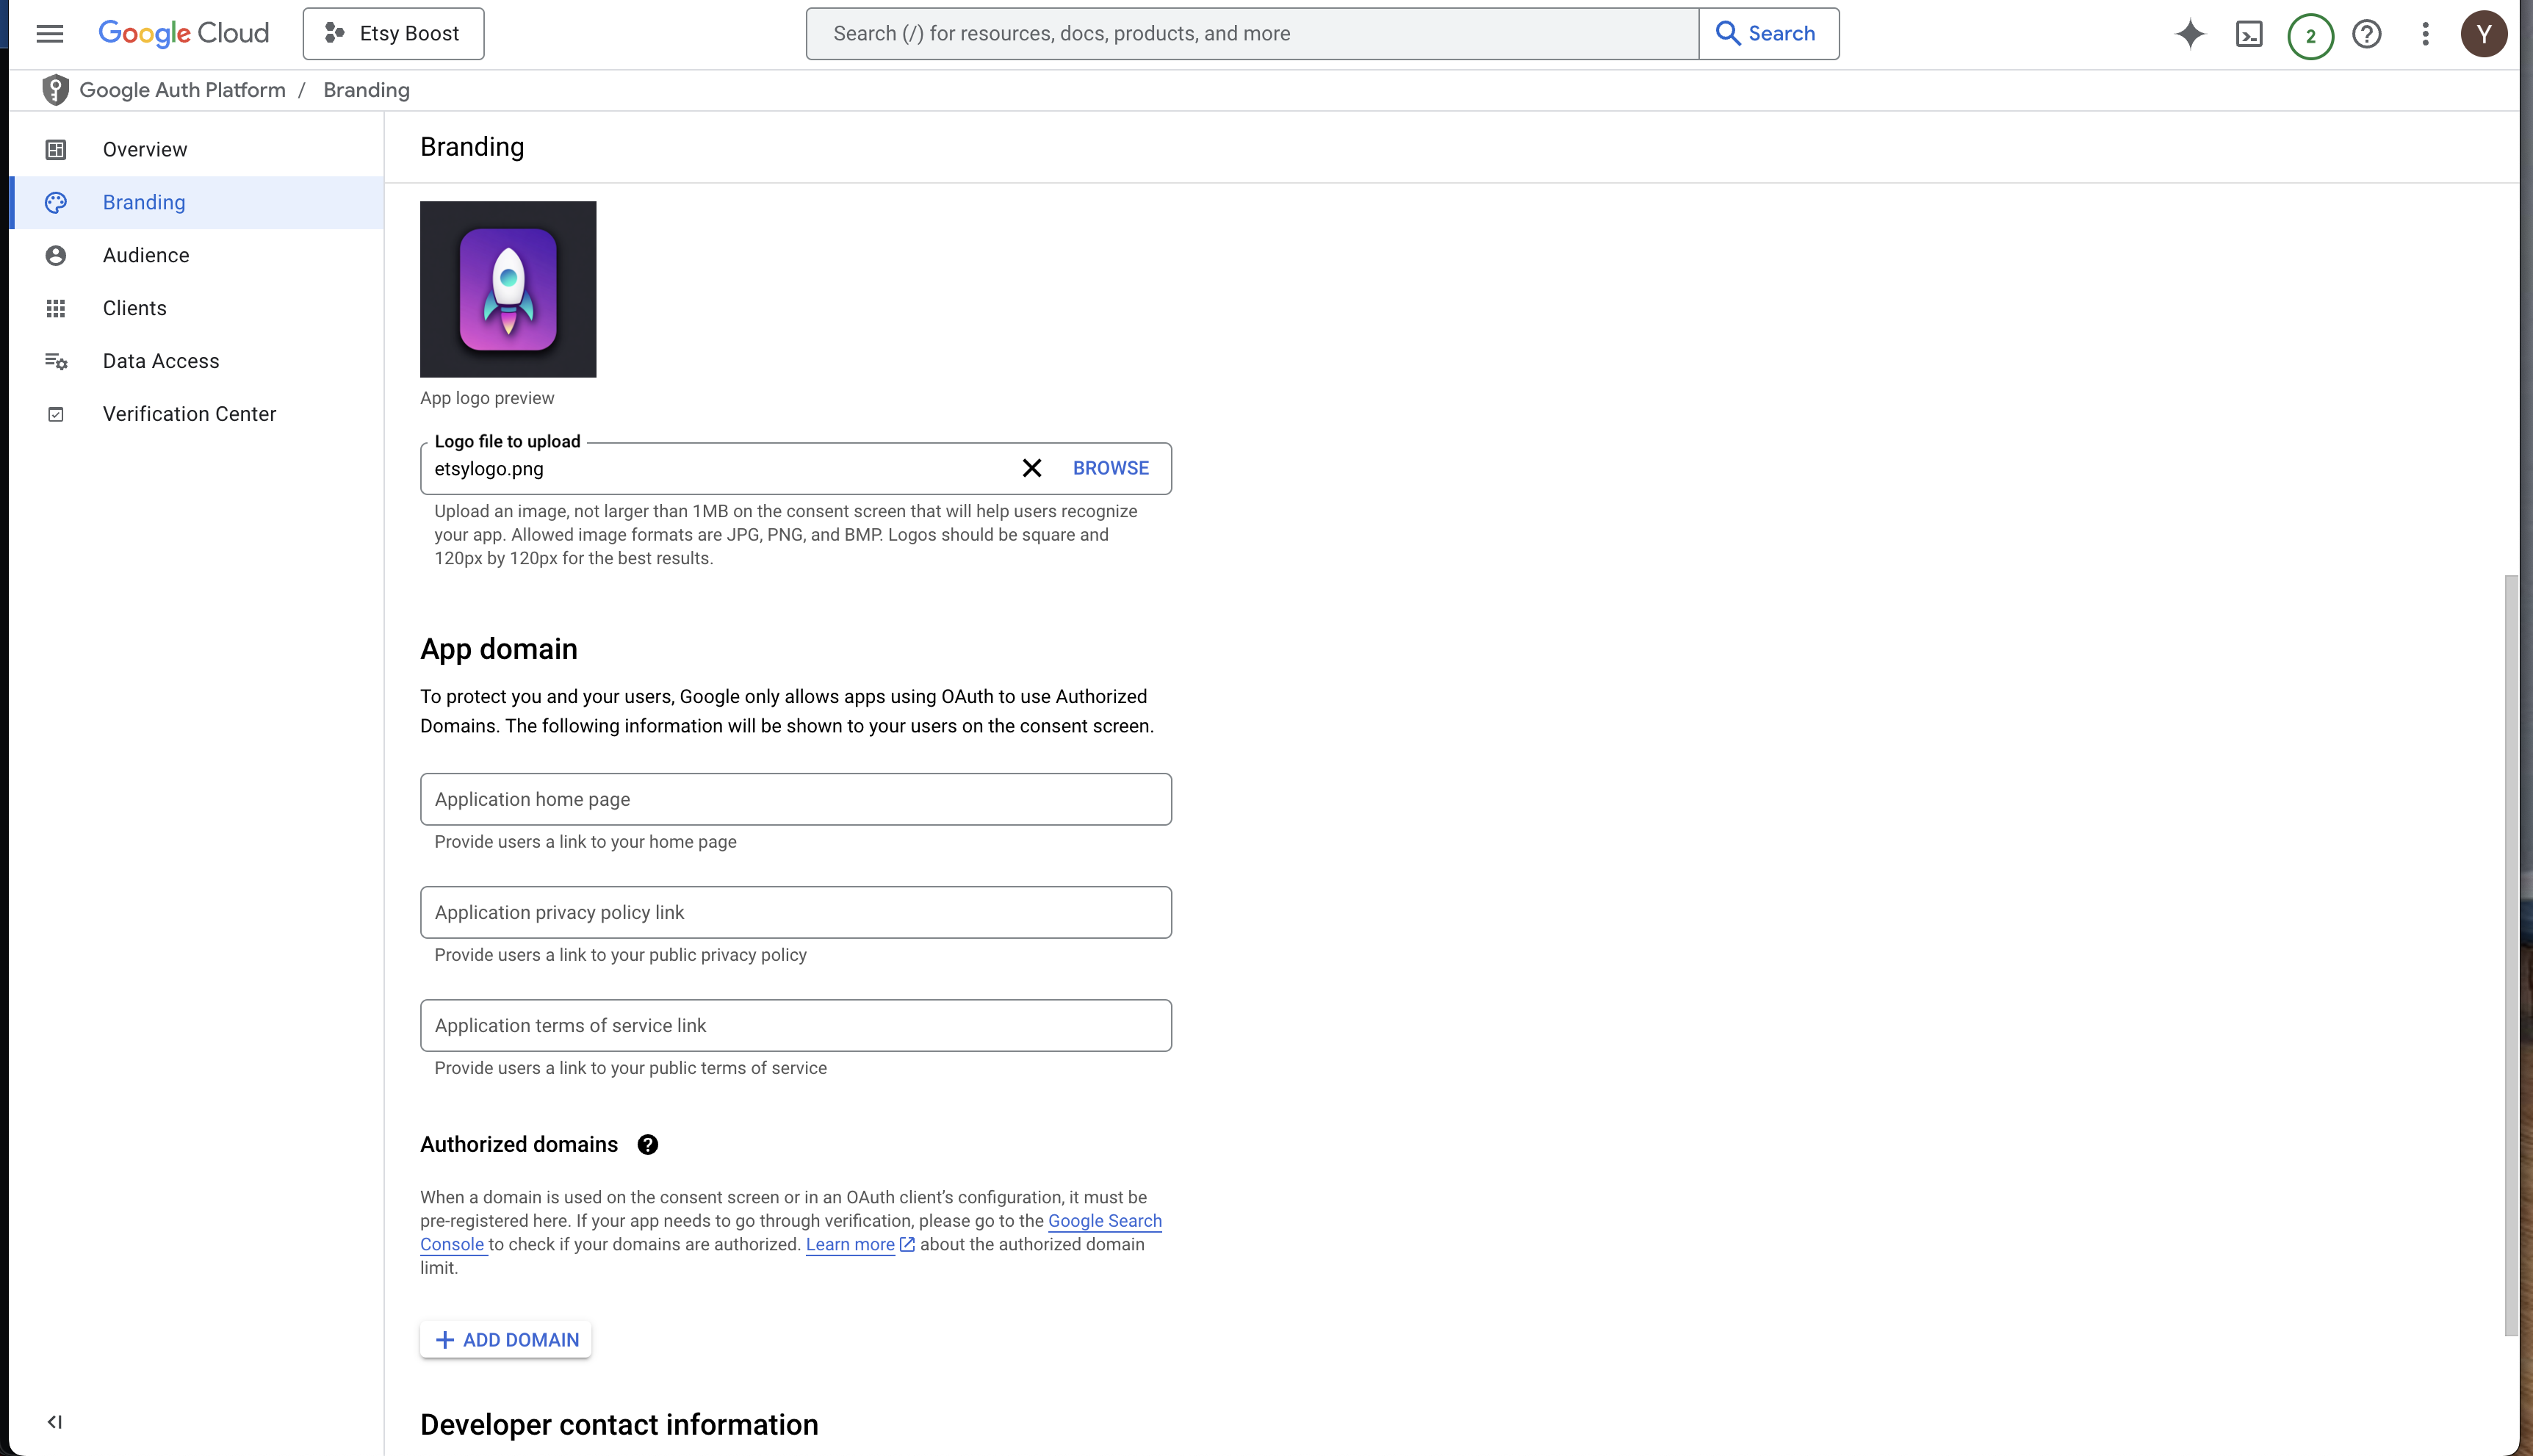 Google Cloud
Etsy Boost
Search (/) for resources, docs, products, and more
Search
2
Y
Google Auth Platform / Branding
Overview
Branding
Audience
Clients
Data Access
Verification Center
Branding
App logo preview
Logo file to upload
etsylogo.png
BROWSE
Upload an image, not larger than 1MB on the consent screen that will help users recognize
your app. Allowed image formats are JPG, PNG, and BMP. Logos should be square and
120px by 120px for the best results.
App domain
To protect you and your users, Google only allows apps using OAuth to use Authorized
Domains. The following information will be shown to your users on the consent screen.
Application home page
Provide users a link to your home page
Application privacy policy link
Provide users a link to your public privacy policy
Application terms of service link
Provide users a link to your public terms of service
Authorized domains
When a domain is used on the consent screen or in an OAuth client’s configuration, it must be
pre-registered here. If your app needs to go through verification, please go to the Google Search
Console to check if your domains are authorized. Learn more about the authorized domain
limit.
ADD DOMAIN
Developer contact information